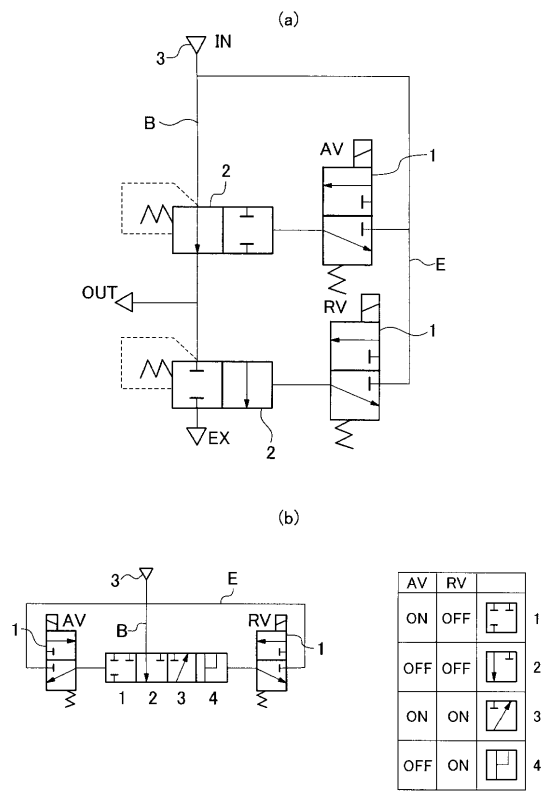 (a)
IN
3
B
2
AV
1
E
OUT
RV
1
EX
2
(b)
3
E
AV
B
RV
1
1
1 2 3 4
AV RV
ON OFF 1
OFF OFF 2
ON ON 3
OFF ON 4